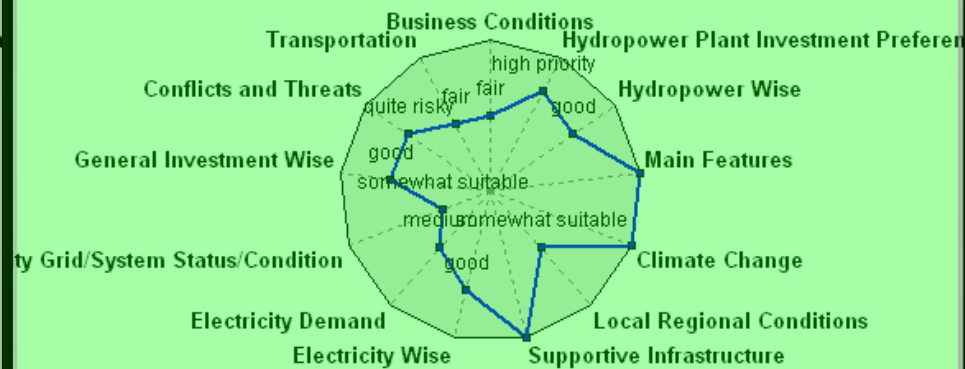 Business Conditions
Transportation
Hydropower Plant Investment Preferen
high priority
Conflicts and Threats
fair
fair
Hydropower Wise
quite risky
good
General Investment Wise
good
Main Features
somewhat suitable
medium
somewhat suitable
ty Grid/System Status/Condition
good
Climate Change
Electricity Demand
Local Regional Conditions
Electricity Wise
Supportive Infrastructure